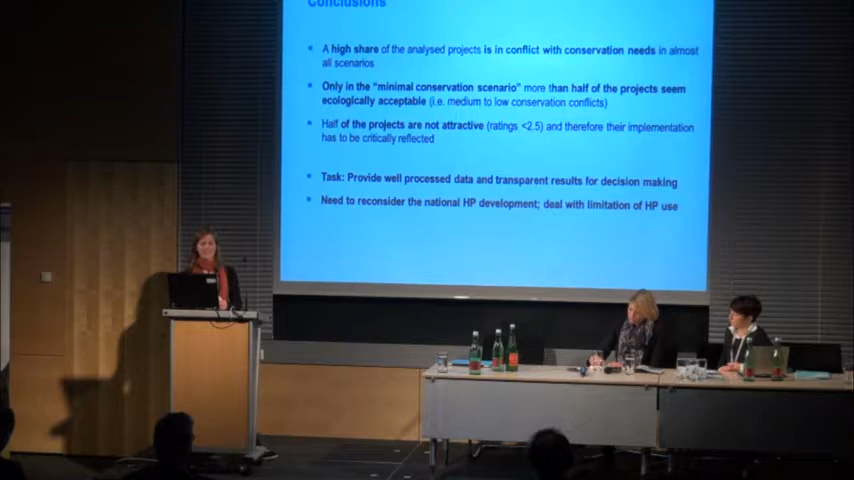 Conclusions
A high share of the analysed projects is in conflict with conservation needs in almost
all scenarios
Only in the "minimal conservation scenario" more than half of the projects seem
ecologically acceptable (i.e. medium to low conservation conflicts)
Half of the projects are not attractive (ratings <2.5) and therefore their implementation
has to be critically reflected
Task: Provide well processed data and transparent results for decision making
Need to reconsider the national HP development; deal with limitation of HP use